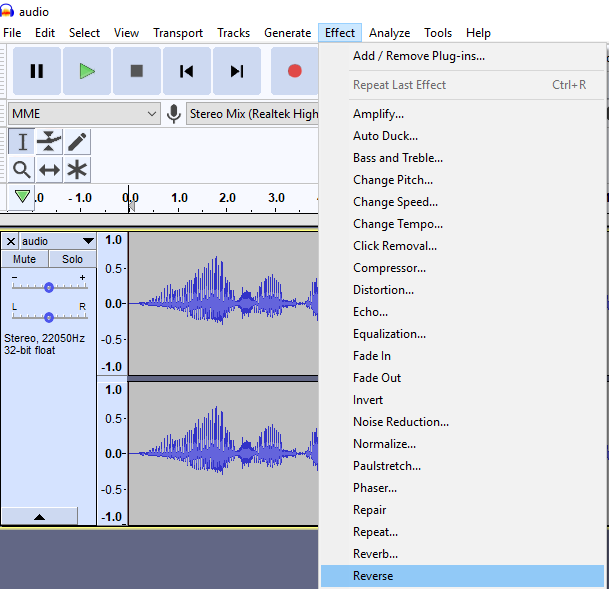 audio
File Edit Select View Transport Tracks Generate Effect Analyze Tools Help
Add / Remove Plug-ins...
Repeat Last Effect Ctrl+R
MME
Stereo Mix (Realtek High
.0 - 1.0 0.0 1.0 2.0 3.0
audio
Mute Solo
- +
L R
Stereo, 22050Hz
32-bit float
1.0
0.5-
0.0-
-0.5-
-1.0
1.0
0.5-
0.0-
-0.5-
-1.0
Amplify...
Auto Duck...
Bass and Treble...
Change Pitch...
Change Speed...
Change Tempo...
Click Removal...
Compressor...
Distortion...
Echo...
Equalization...
Fade In
Fade Out
Invert
Noise Reduction...
Normalize...
Paulstretch...
Phaser...
Repair
Repeat...
Reverb...
Reverse